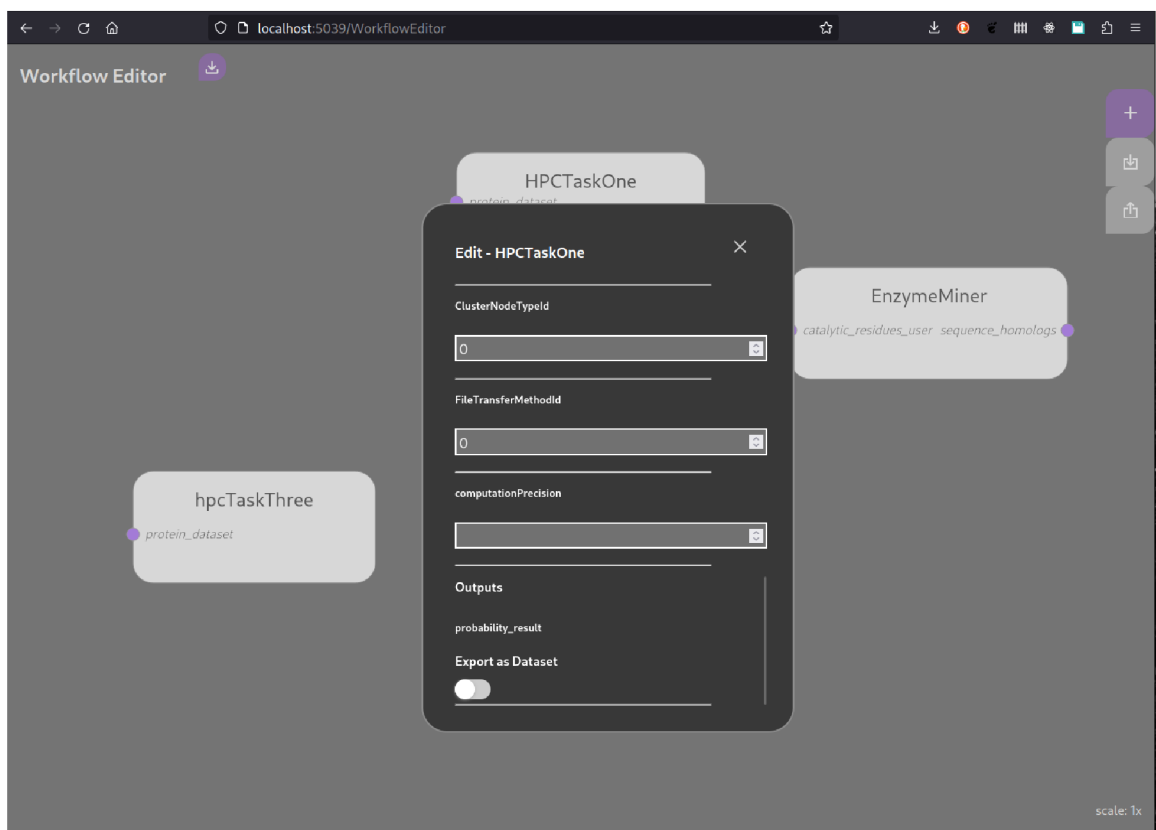 localhost:5039/WorkflowEditor
Workflow Editor
HPCTaskOne
protein_dataset
Edit - HPCTaskOne
ClusterNodeTypeId
0
FileTransferMethodId
0
computationPrecision
Outputs
probability_result
Export as Dataset
EnzymeMiner
catalytic_residues_user sequence_homologs
hpcTaskThree
protein_dataset
scale: 1x